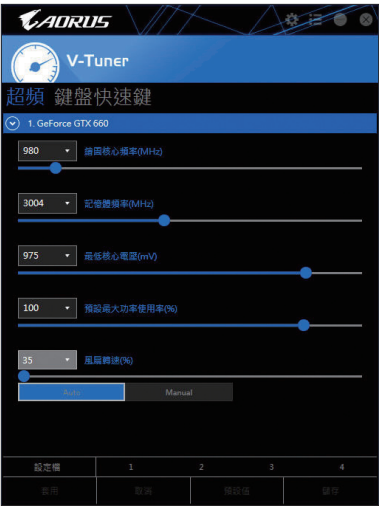 AORUS
V-Tuner
超頻 鍵盤快速鍵
1. GeForce GTX 660
980 繪圖核心頻率(MHz)
3004 記憶體頻率(MHz)
975 最低核心電壓(mV)
100 預設最大功率使用率(%)
35 風扇轉速(%)
Auto Manual
設定檔 1 2 3 4
套用 取消 預設值 儲存